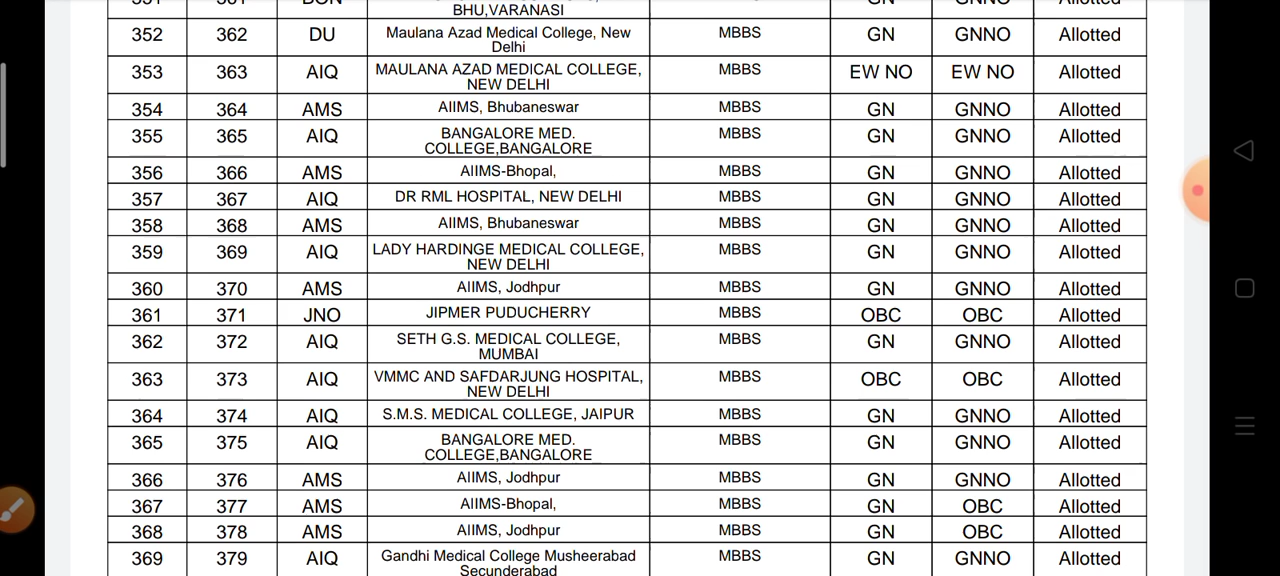 BHU,VARANASI
352 362 DU Maulana Azad Medical College, New Delhi MBBS GN GNNO Allotted
353 363 AIQ MAULANA AZAD MEDICAL COLLEGE, NEW DELHI MBBS EW NO EW NO Allotted
354 364 AMS AIIMS, Bhubaneswar MBBS GN GNNO Allotted
355 365 AIQ BANGALORE MED. COLLEGE,BANGALORE MBBS GN GNNO Allotted
356 366 AMS AIIMS-Bhopal, MBBS GN GNNO Allotted
357 367 AIQ DR RML HOSPITAL, NEW DELHI MBBS GN GNNO Allotted
358 368 AMS AIIMS, Bhubaneswar MBBS GN GNNO Allotted
359 369 AIQ LADY HARDINGE MEDICAL COLLEGE, NEW DELHI MBBS GN GNNO Allotted
360 370 AMS AIIMS, Jodhpur MBBS GN GNNO Allotted
361 371 JNO JIPMER PUDUCHERRY MBBS OBC OBC Allotted
362 372 AIQ SETH G.S. MEDICAL COLLEGE, MUMBAI MBBS GN GNNO Allotted
363 373 AIQ VMMC AND SAFDARJUNG HOSPITAL, NEW DELHI MBBS OBC OBC Allotted
364 374 AIQ S.M.S. MEDICAL COLLEGE, JAIPUR MBBS GN GNNO Allotted
365 375 AIQ BANGALORE MED. COLLEGE,BANGALORE MBBS GN GNNO Allotted
366 376 AMS AIIMS, Jodhpur MBBS GN GNNO Allotted
367 377 AMS AIIMS-Bhopal, MBBS GN OBC Allotted
368 378 AMS AIIMS, Jodhpur MBBS GN OBC Allotted
369 379 AIQ Gandhi Medical College Musheerabad Secunderabad MBBS GN GNNO Allotted